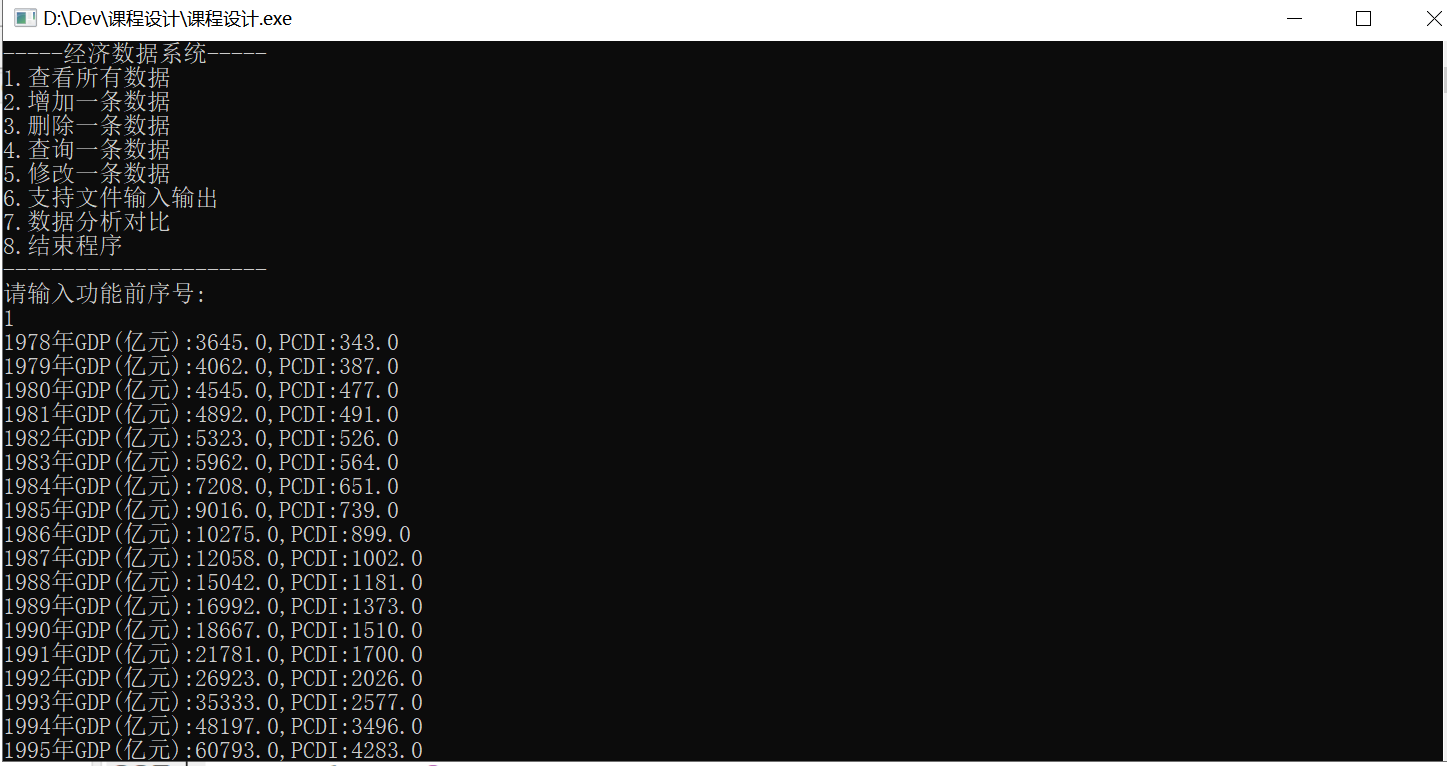 D:\Dev\课程设计\课程设计.exe
-----经济数据系统-----
1.查看所有数据
2.增加一条数据
3.删除一条数据
4.查询一条数据
5.修改一条数据
6.支持文件输入输出
7.数据分析对比
8.结束程序
----------------------
请输入功能前序号:
1
1978年GDP(亿元):3645.0,PCDI:343.0
1979年GDP(亿元):4062.0,PCDI:387.0
1980年GDP(亿元):4545.0,PCDI:477.0
1981年GDP(亿元):4892.0,PCDI:491.0
1982年GDP(亿元):5323.0,PCDI:526.0
1983年GDP(亿元):5962.0,PCDI:564.0
1984年GDP(亿元):7208.0,PCDI:651.0
1985年GDP(亿元):9016.0,PCDI:739.0
1986年GDP(亿元):10275.0,PCDI:899.0
1987年GDP(亿元):12058.0,PCDI:1002.0
1988年GDP(亿元):15042.0,PCDI:1181.0
1989年GDP(亿元):16992.0,PCDI:1373.0
1990年GDP(亿元):18667.0,PCDI:1510.0
1991年GDP(亿元):21781.0,PCDI:1700.0
1992年GDP(亿元):26923.0,PCDI:2026.0
1993年GDP(亿元):35333.0,PCDI:2577.0
1994年GDP(亿元):48197.0,PCDI:3496.0
1995年GDP(亿元):60793.0,PCDI:4283.0